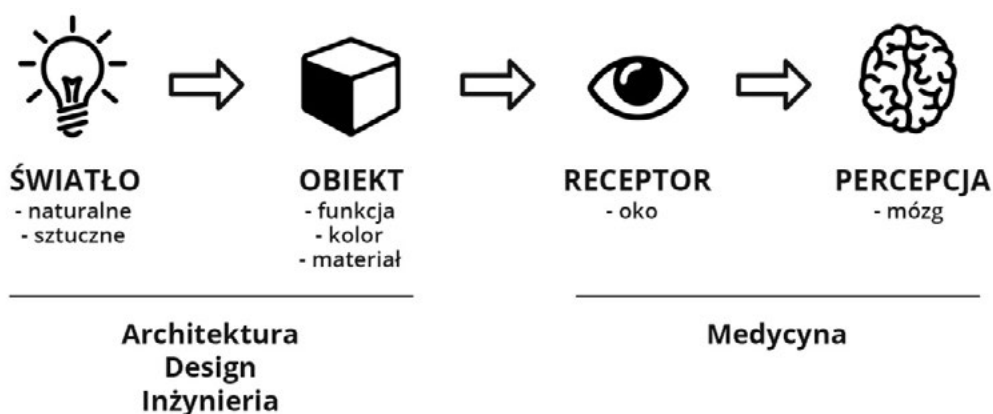 ŚWIATŁO
- naturalne
- sztuczne
OBIEKT
- funkcja
- kolor
- materiał
RECEPTOR
- oko
PERCEPCJA
- mózg
Architektura
Design
Inżynieria
Medycyna